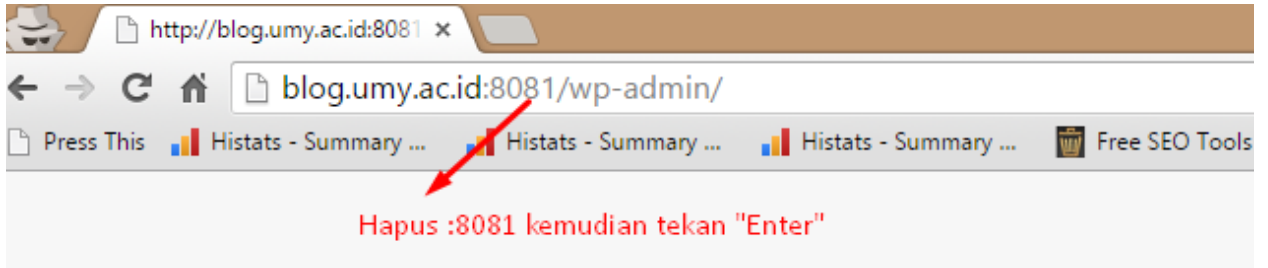 http://blog.umy.ac.id:8081
blog.umy.ac.id:8081/wp-admin/
Press This Histats - Summary ... Histats - Summary ... Histats - Summary ... Free SEO Tools
Hapus :8081 kemudian tekan "Enter"